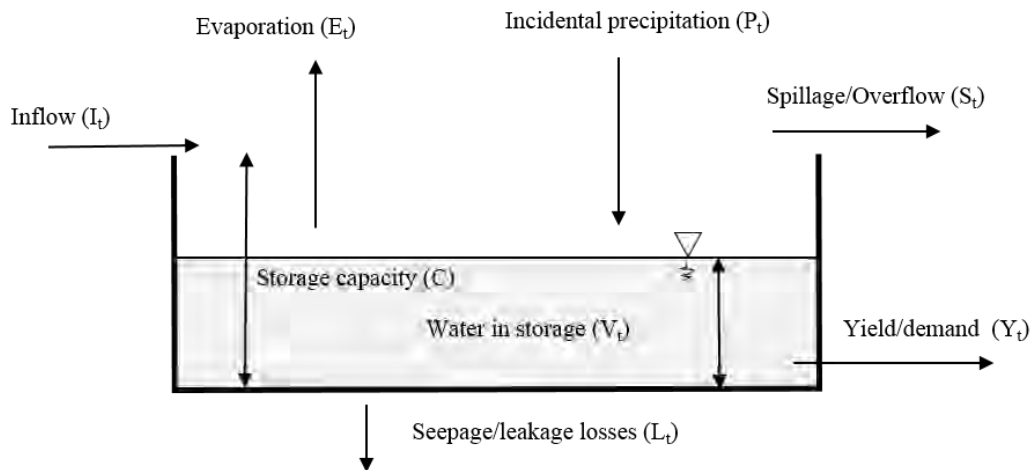 Evaporation (Eₜ)
Incidental precipitation (Pₜ)
Spillage/Overflow (Sₜ)
Inflow (Iₜ)
Storage capacity (C)
Water in storage (Vₜ)
Yield/demand (Yₜ)
Seepage/leakage losses (Lₜ)